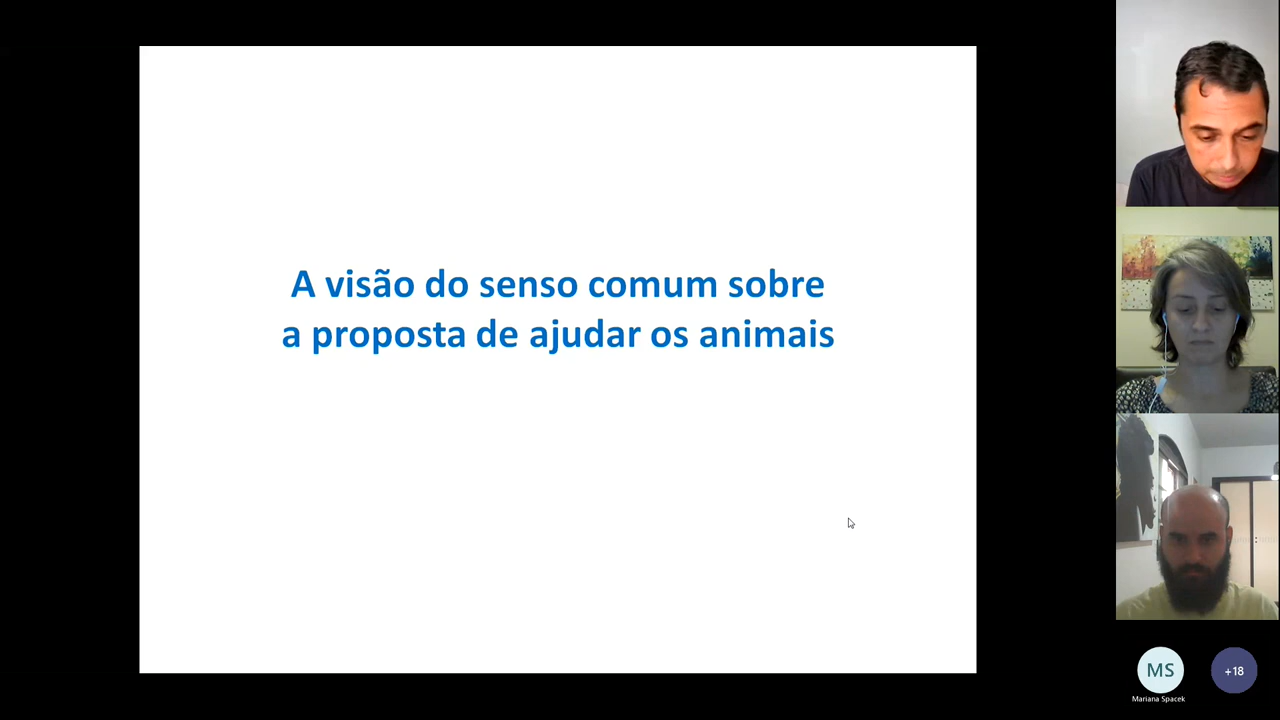 A visão do senso comum sobre
a proposta de ajudar os animais
MS
+18
Mariana Spacek